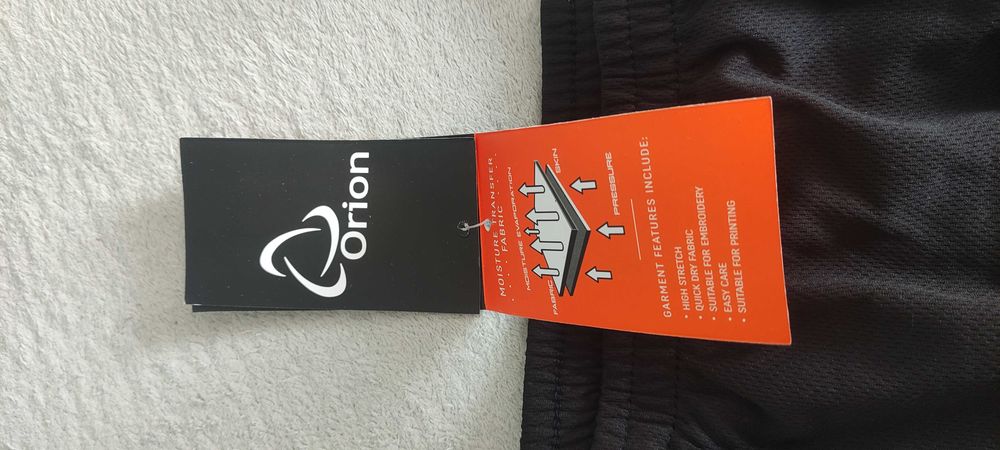 Orion
MOISTURE TRANSFER
FABRIC
MOISTURE EVAPORATION
FABRIC
SKIN
PRESSURE
GARMENT FEATURES INCLUDE:
• HIGH STRETCH
• QUICK DRY FABRIC
• SUITABLE FOR EMBROIDERY
• EASY CARE
• SUITABLE FOR PRINTING